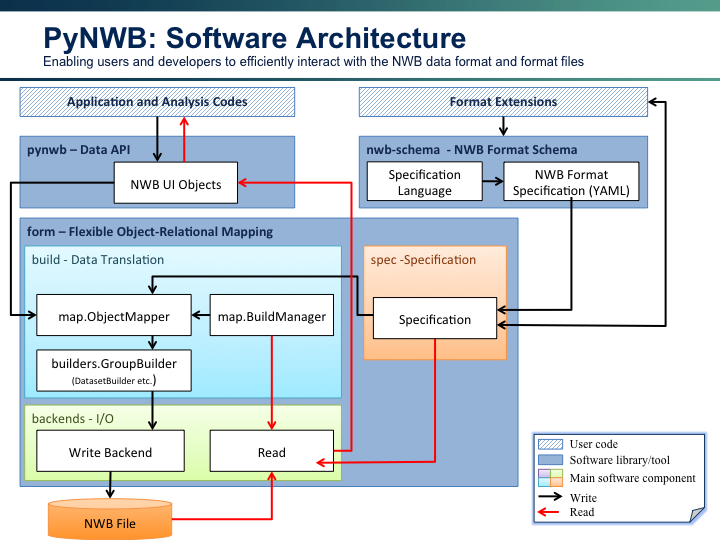 PyNWB: Software Architecture
Enabling users and developers to efficiently interact with the NWB data format and format files
Application and Analysis Codes
Format Extensions
pynwb – Data API
NWB UI Objects
nwb-schema - NWB Format Schema
Specification
Language
NWB Format
Specification (YAML)
form – Flexible Object-Relational Mapping
build - Data Translation
spec -Specification
map.ObjectMapper
map.BuildManager
Specification
builders.GroupBuilder
(DatasetBuilder etc.)
backends - I/O
Write Backend
Read
NWB File
User code
Software library/tool
Main software component
Write
Read